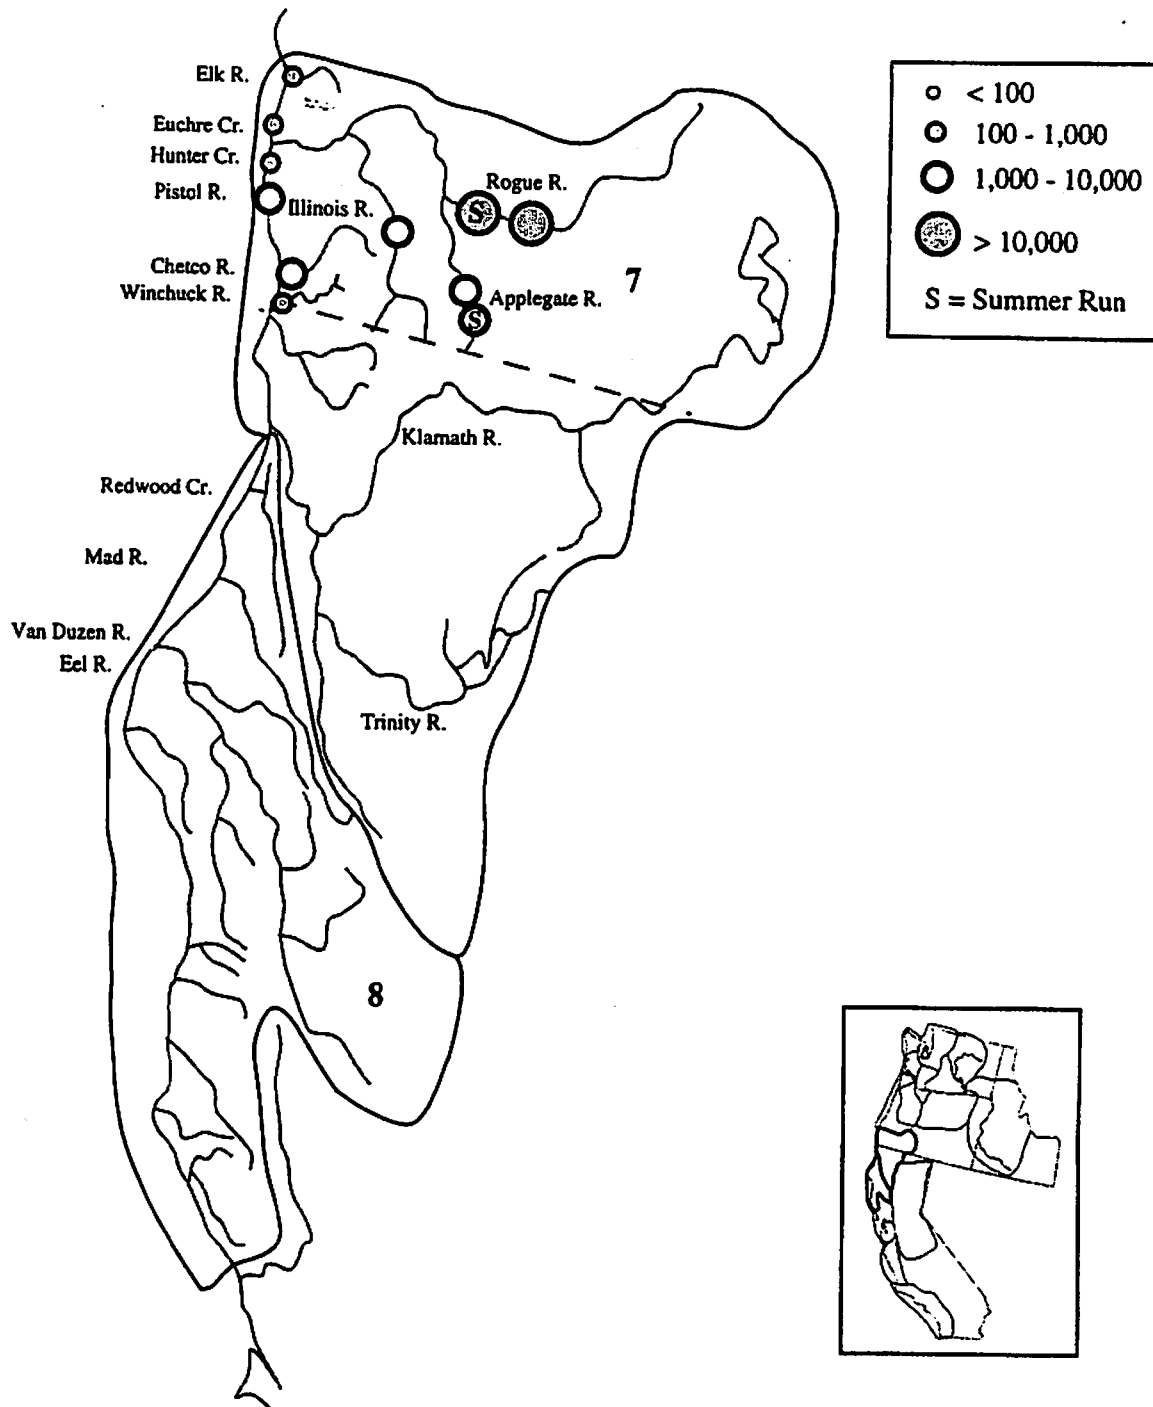 Elk R.
Euchre Cr.
Hunter Cr.
Pistol R.
Illinois R.
Rogue R.
S
Chetco R.
Winchuck R.
7
Applegate R.
S
Klamath R.
Redwood Cr.
Mad R.
Van Duzen R.
Eel R.
Trinity R.
8
< 100
100 - 1,000
1,000 - 10,000
> 10,000
S = Summer Run